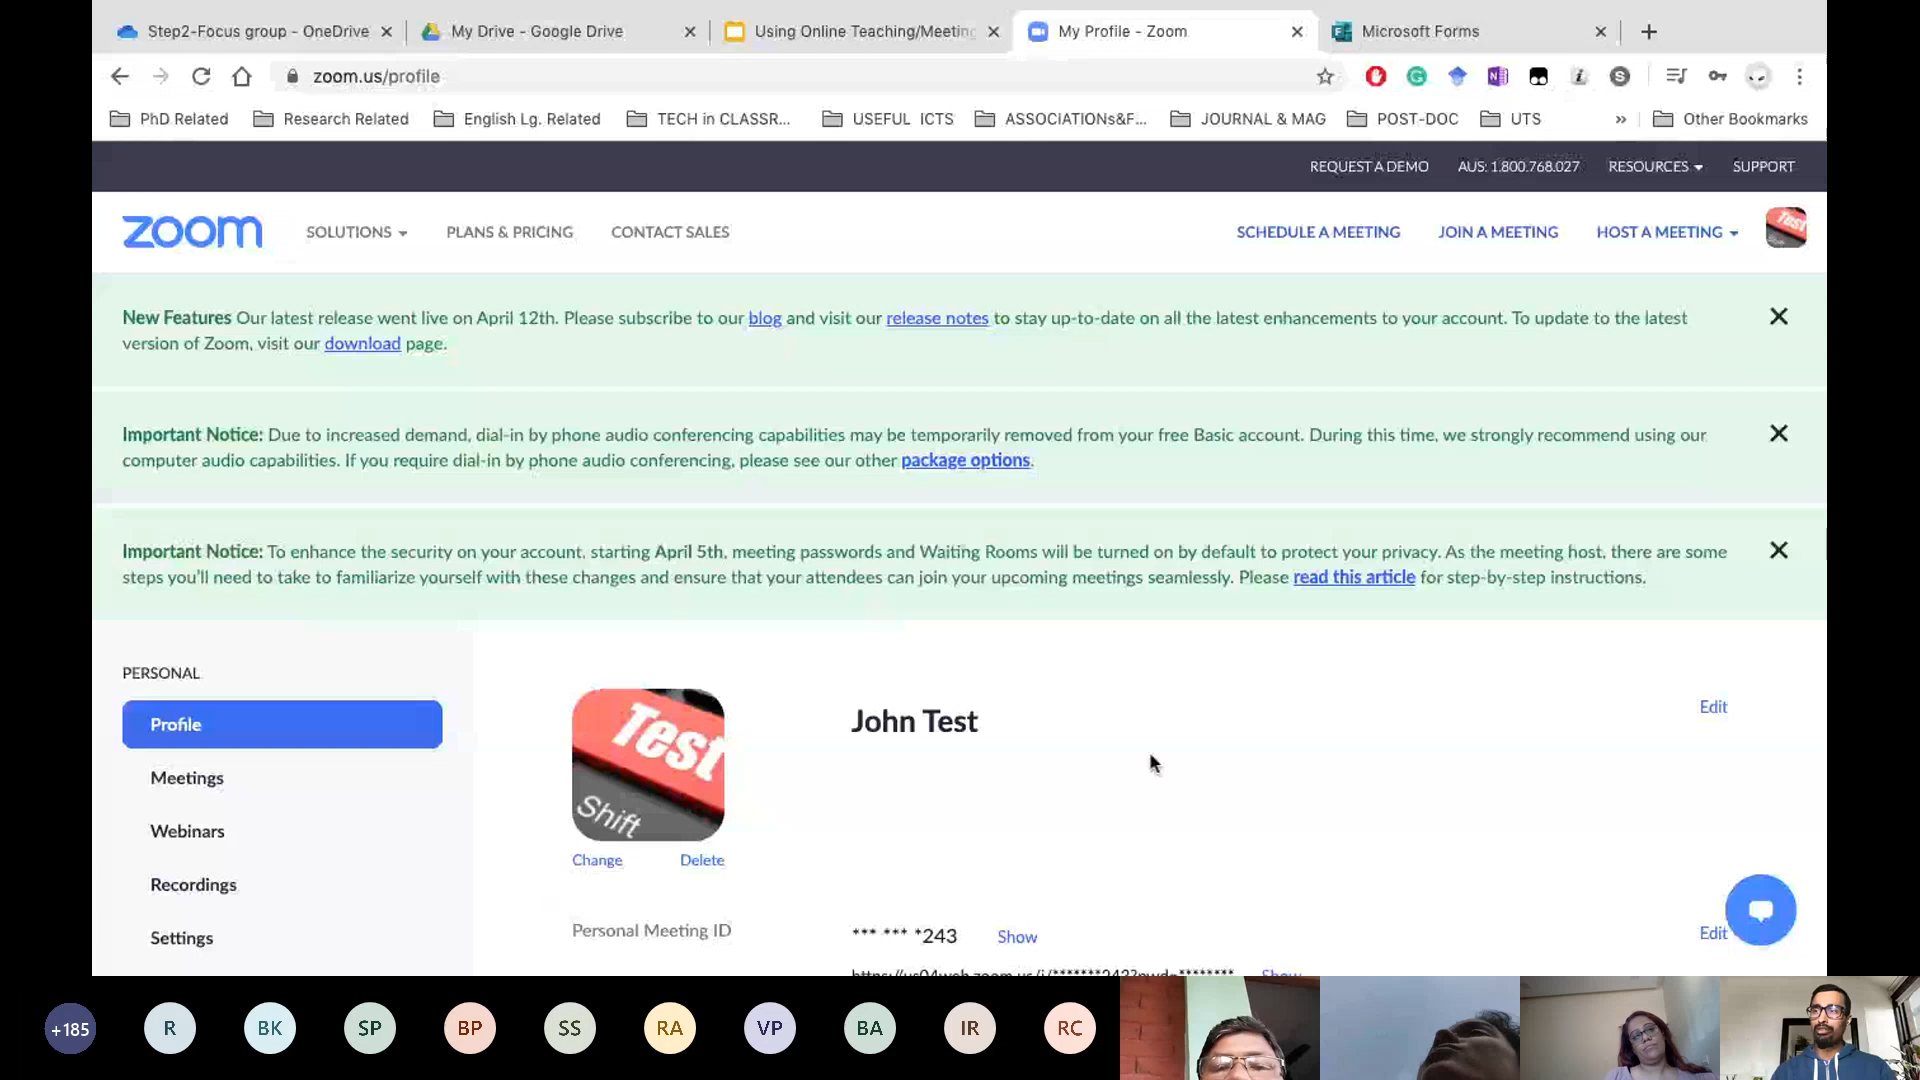 Step2-Focus group - OneDrive
My Drive - Google Drive
Using Online Teaching/Meeting
My Profile - Zoom
Microsoft Forms
zoom.us/profile
PhD Related
Research Related
English Lg. Related
TECH in CLASSR...
USEFUL ICTS
ASSOCIATIONs&F...
JOURNAL & MAG
POST-DOC
UTS
Other Bookmarks
REQUEST A DEMO
AUS: 1.800.768.027
RESOURCES
SUPPORT
zoom
SOLUTIONS
PLANS & PRICING
CONTACT SALES
SCHEDULE A MEETING
JOIN A MEETING
HOST A MEETING
Test
New Features Our latest release went live on April 12th. Please subscribe to our blog and visit our release notes to stay up-to-date on all the latest enhancements to your account. To update to the latest
version of Zoom, visit our download page.
Important Notice: Due to increased demand, dial-in by phone audio conferencing capabilities may be temporarily removed from your free Basic account. During this time, we strongly recommend using our
computer audio capabilities. If you require dial-in by phone audio conferencing, please see our other package options.
Important Notice: To enhance the security on your account, starting April 5th, meeting passwords and Waiting Rooms will be turned on by default to protect your privacy. As the meeting host, there are some
steps you'll need to take to familiarize yourself with these changes and ensure that your attendees can join your upcoming meetings seamlessly. Please read this article for step-by-step instructions.
PERSONAL
Profile
Meetings
Webinars
Recordings
Settings
Test
Shift
Change
Delete
John Test
Edit
Personal Meeting ID
*** *** *243
Show
Edit
https://us04web.zoom.us/j/*******243?pwd=********
Show
+185
R
BK
SP
BP
SS
RA
VP
BA
IR
RC